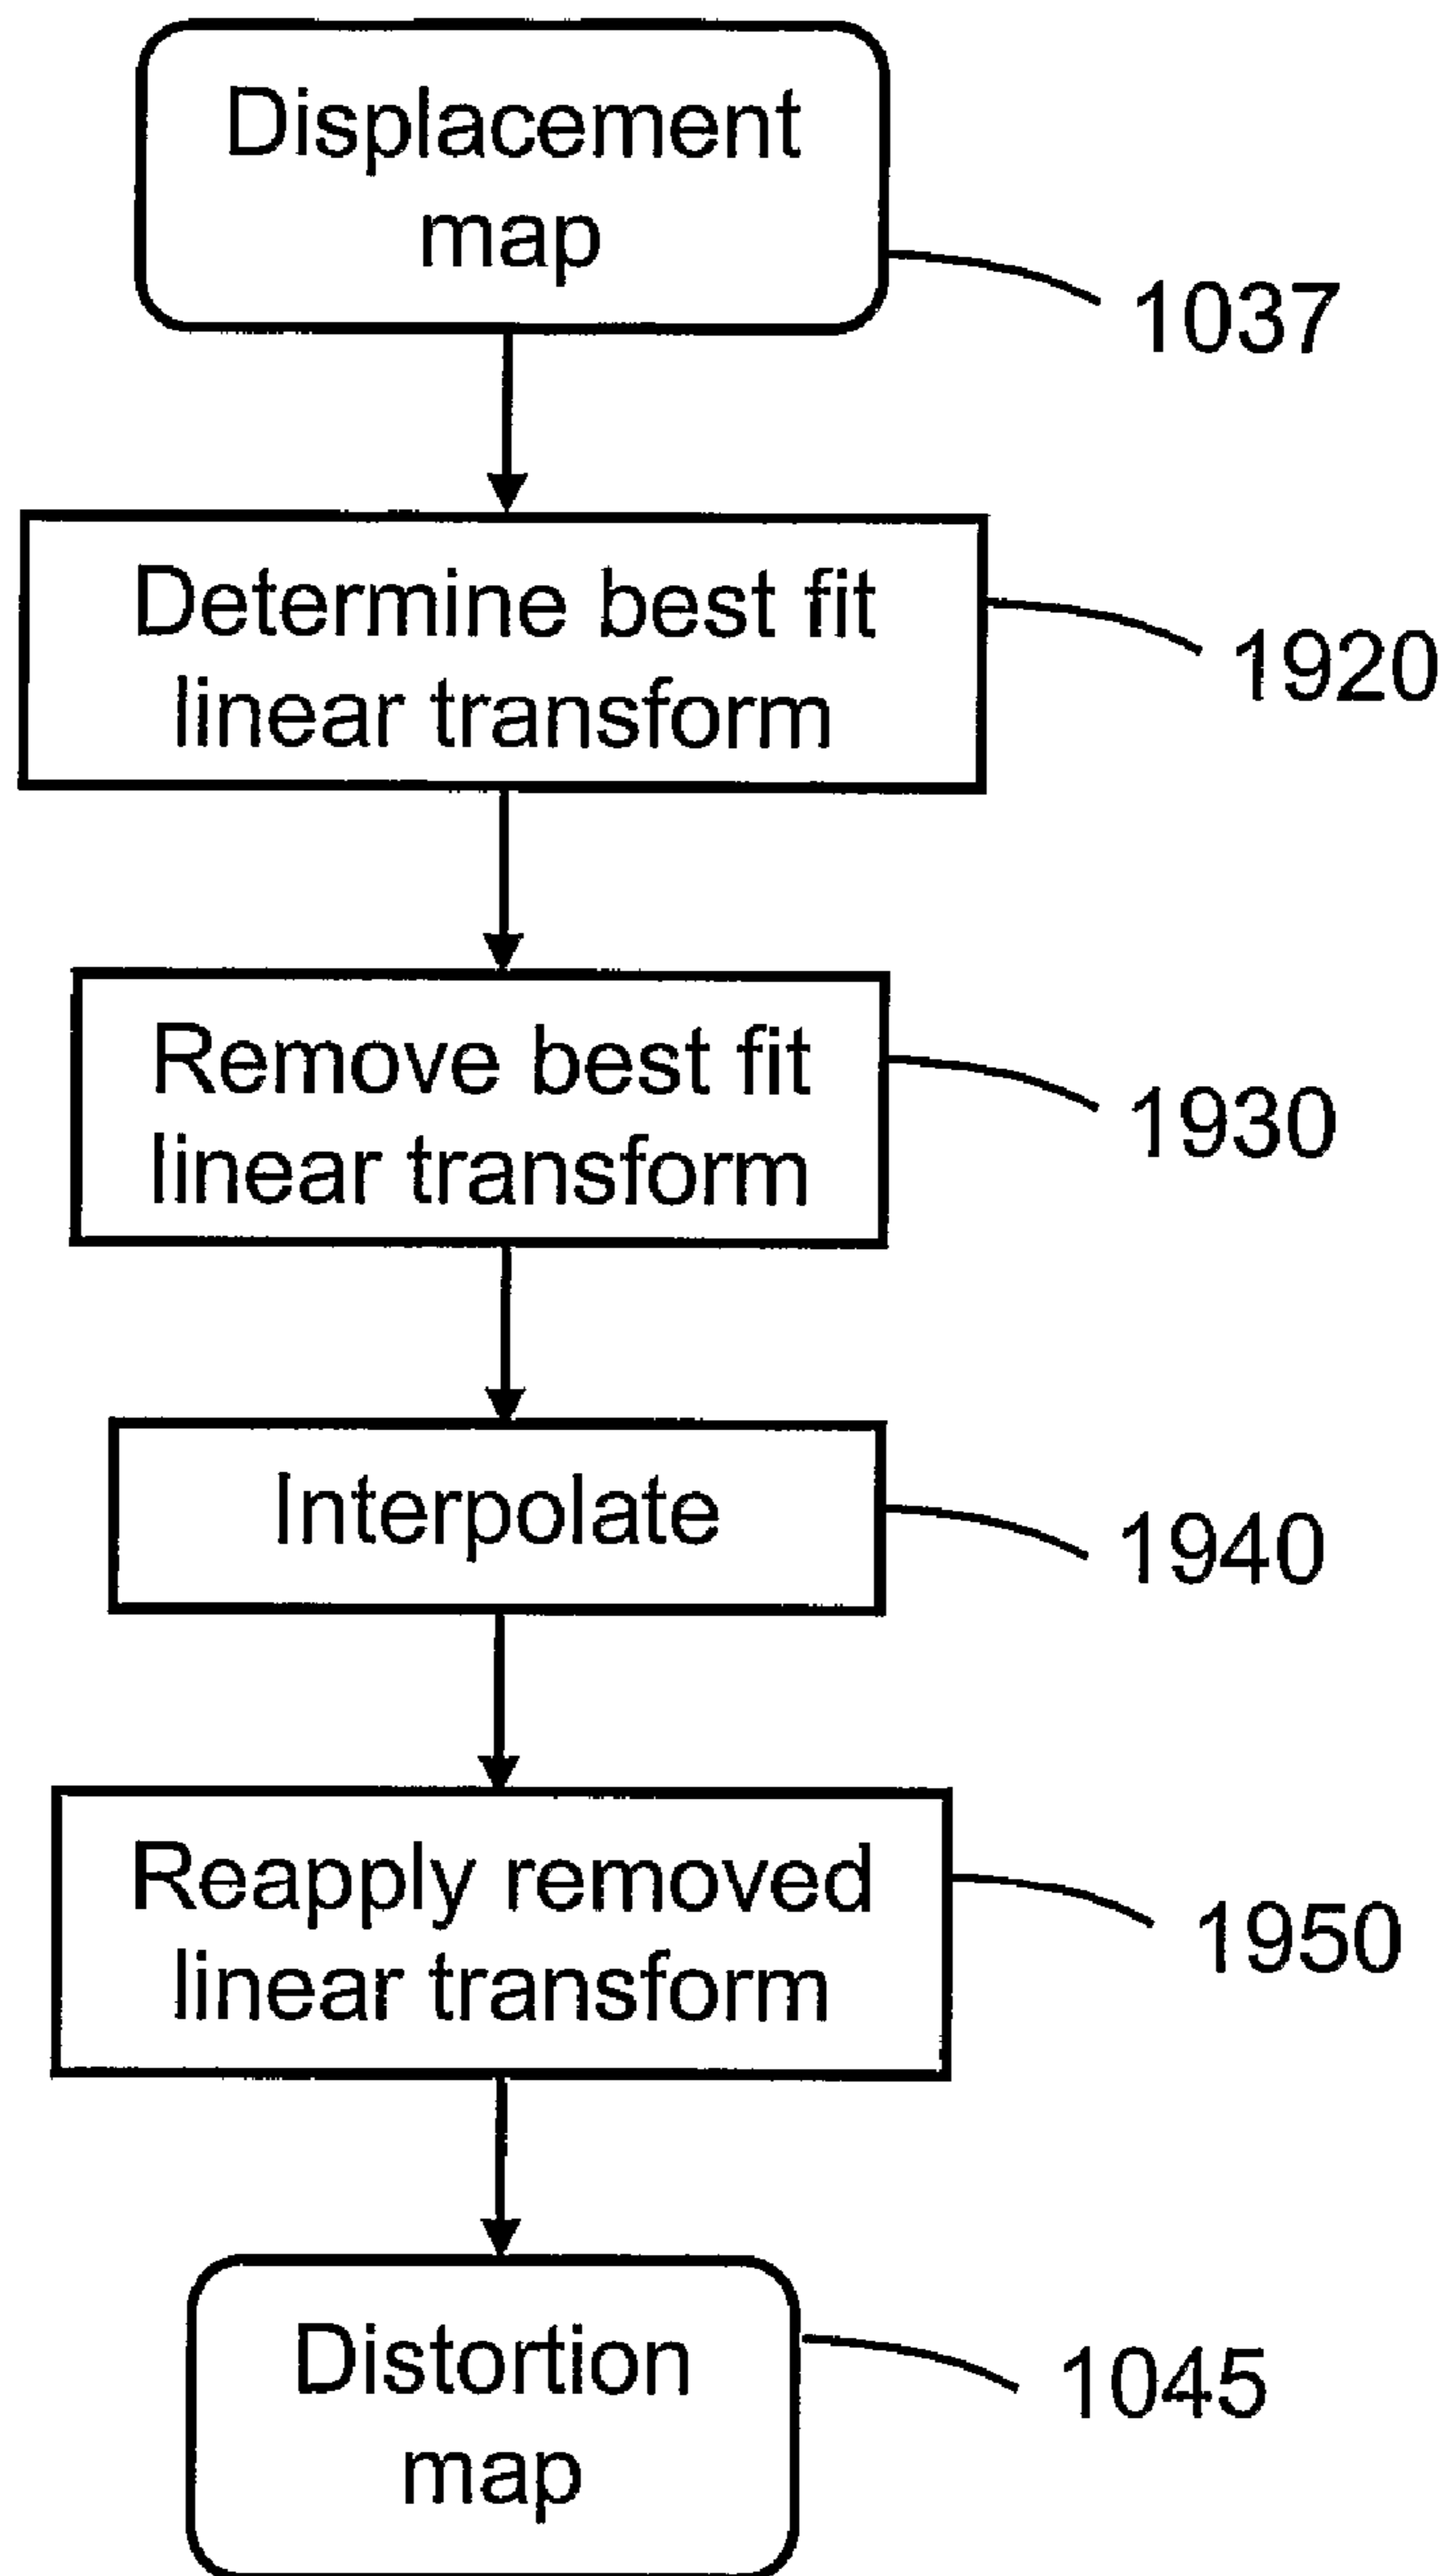 Displacement
map
1037
Determine best fit
linear transform
1920
Remove best fit
linear transform
1930
Interpolate
1940
Reapply removed
linear transform
1950
Distortion
map
1045